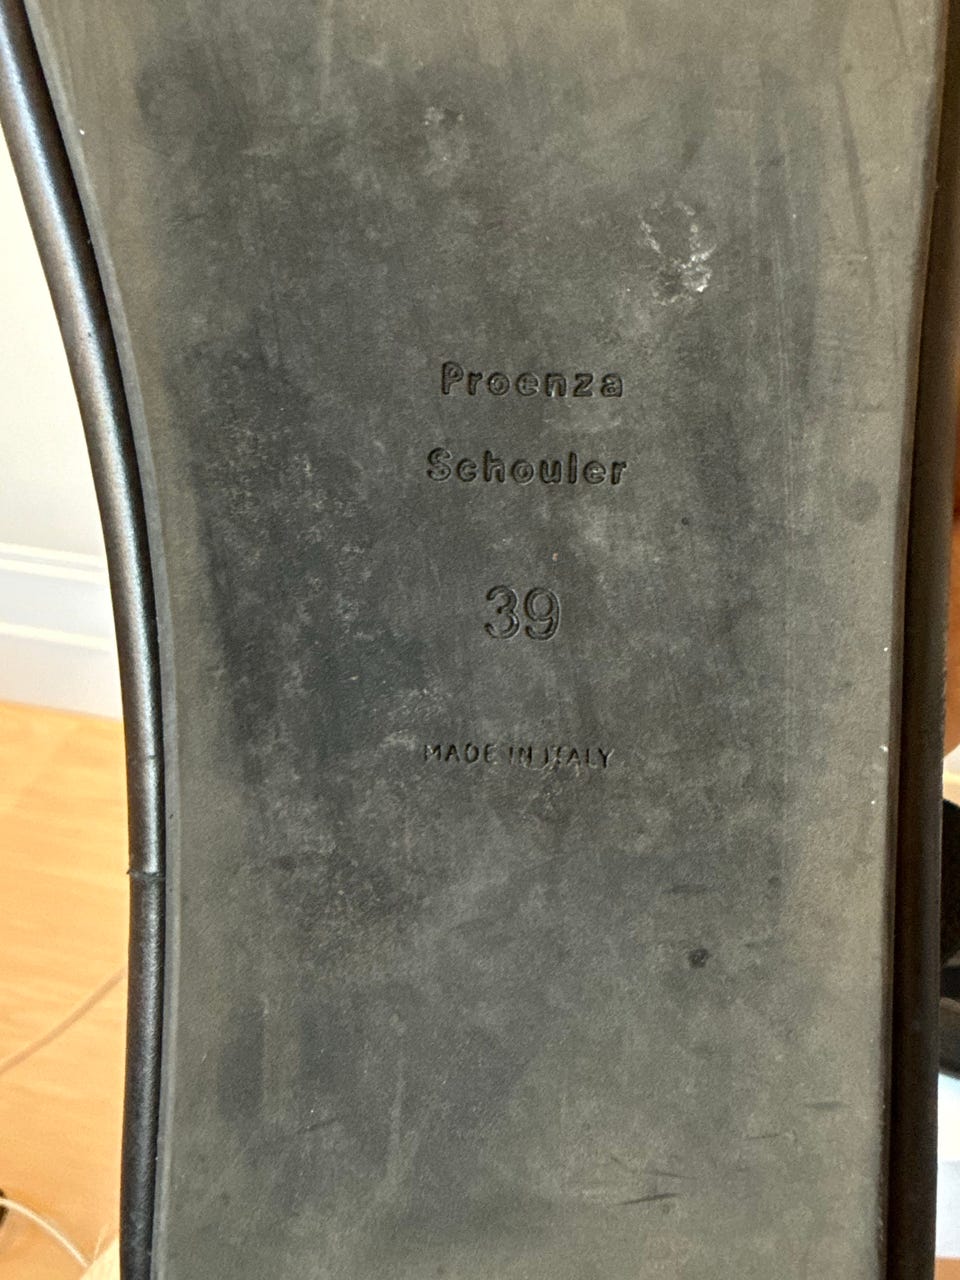 Proenza
Schouler
39
MADE IN ITALY